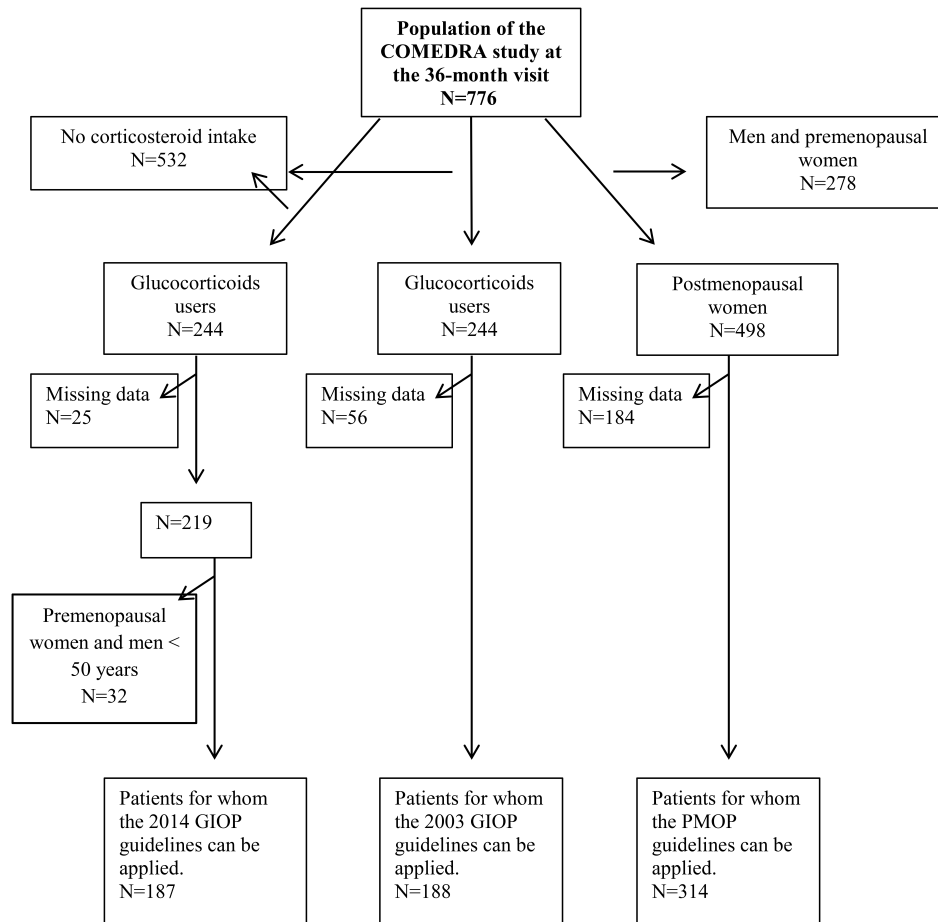 Population of the
COMEDRA study at
the 36-month visit
N=776
No corticosteroid intake
N=532
Men and premenopausal
women
N=278
Glucocorticoids
users
N=244
Glucocorticoids
users
N=244
Postmenopausal
women
N=498
Missing data
N=25
Missing data
N=56
Missing data
N=184
N=219
Premenopausal
women and men <
50 years
N=32
Patients for whom
the 2014 GIOP
guidelines can be
applied.
N=187
Patients for whom
the 2003 GIOP
guidelines can be
applied.
N=188
Patients for whom
the PMOP
guidelines can be
applied.
N=314